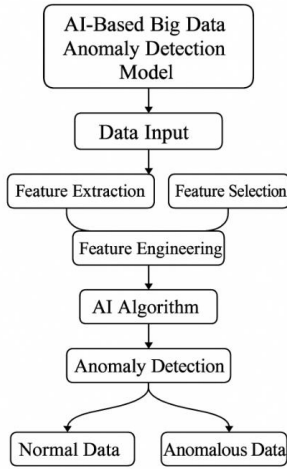 AI-Based Big Data
Anomaly Detection
Model
Data Input
Feature Extraction
Feature Selection
Feature Engineering
AI Algorithm
Anomaly Detection
Normal Data
Anomalous Data